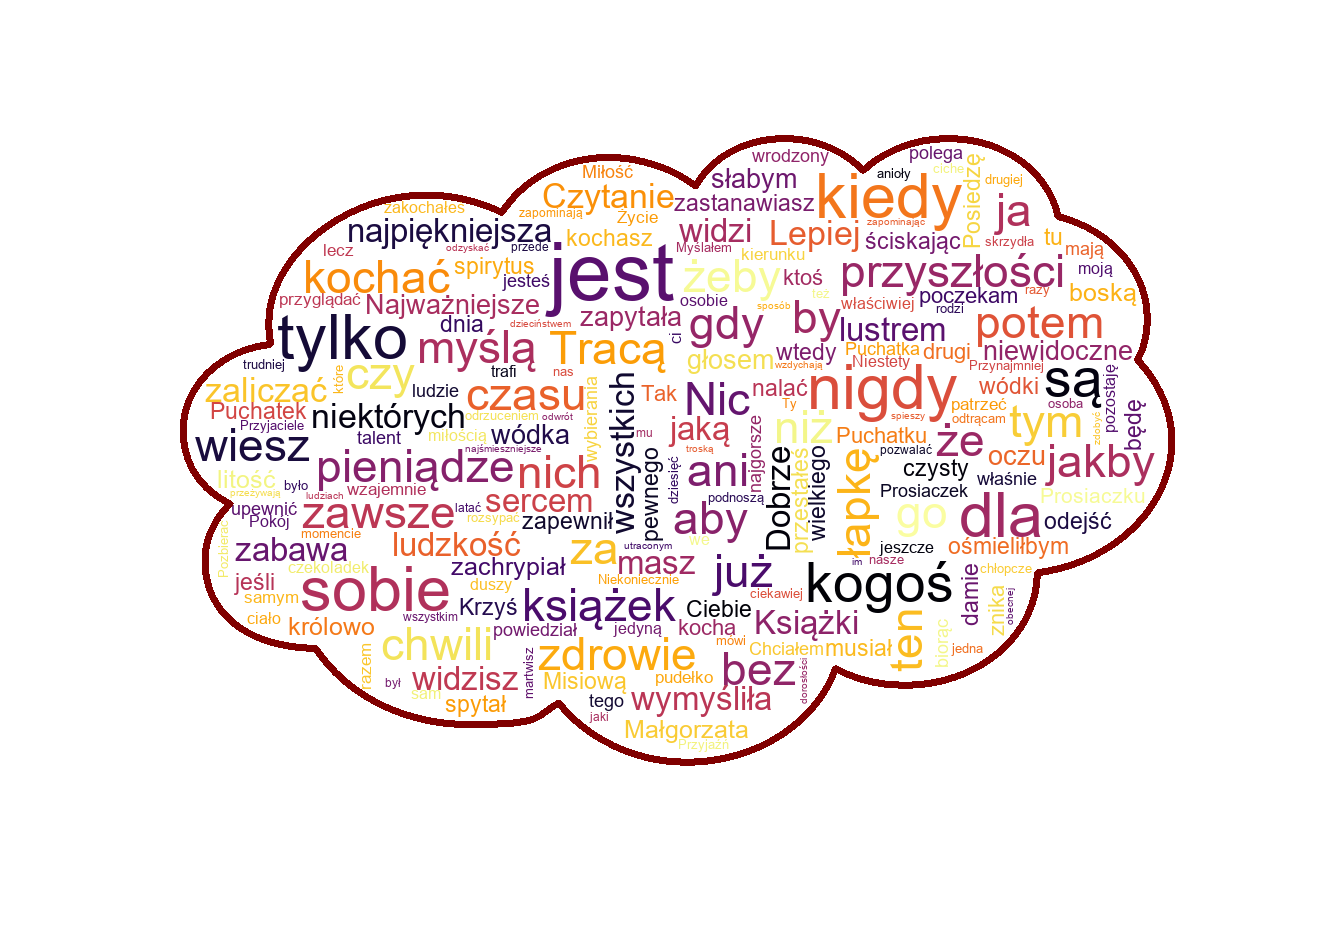 wrodzony
polega
anioły
ciche
Miłość
słabym
kiedy
drugiej
Posiedzę
Czytanie
zastanawiasz
zakochałeś
zapominają
Życie
zapominając
ja
najpiękniejsza
kochasz
widzi
Lepiej
ściskając
skrzydła
tu
mają
lecz
odzyskać
przede
Myślałem
kierunku
kochać
spirytus
jest
żeby
ktoś
przyszłości
moją
jesteś
przyglądać
Najważniejsze
osobie
też
właściwiej
poczekam
razy
boską
sposób
rodzi
dnia
dzieciństwem
zapytała
gdy
by
lustrem
potem
tylko
myślą
Tracą
ci
głosem
wtedy
Puchatka
drugi
niewidoczne
trudniej
które
czy
trafi
nas
wzdychają
Niestety
Przynajmniej
zaliczać
ludzie
czasu
wybierania
Tak
Nic
nalać
nigdy
wódki
są
pozostaję
Puchatek
niektórych
odrzuceniem
odwrót
Ty
patrzeć
osoba
Przyjaciele
spieszy
odtrącam
zdobyć
będę
wiesz
talent
miłością
wódka
wszystkich
mu
jaką
niż
Puchatku
że
tym
najśmieszniejsze
troską
pozwalać
pieniądze
nich
pewnego
ani
najgorsze
Dobrze
przestałeś
wielkiego
łapkę
czysty
oczu
jakby
litość
było
dziesięć
właśnie
przeżywają
ludziach
wzajemnie
sercem
podnoszą
Prosiaczek
Prosiaczku
upewnić
Pokój
zawsze
latać
rozsypać
zapewnił
aby
go
dla
odejść
Pozbierać
momencie
zabawa
ludzkość
za
utraconym
we
jeszcze
ośmieliłbym
czekoladek
zachrypiał
masz
już
im
nasze
jeśli
duszy
Niekoniecznie
kogoś
damie
chłopcze
samym
sobie
Krzyś
książek
Ciebie
ciekawiej
znika
obecnej
ciało
wszystkim
królowo
powiedział
jedyną
kocha
Książki
ten
biorąc
chwili
mówi
zdrowie
Chciałem
musiał
jedna
razem
był
widzisz
martwisz
Misiową
pudełko
bez
dorosłości
sam
spytał
tego
wymyśliła
jaki
Małgorzata
Przyjaźń